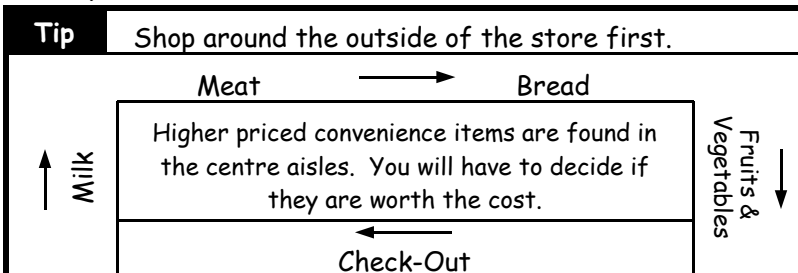 Tip
Shop around the outside of the store first.
Meat
Bread
Higher priced convenience items are found in
the centre aisles.  You will have to decide if
they are worth the cost.
Milk
Fruits &
Vegetables
Check-Out